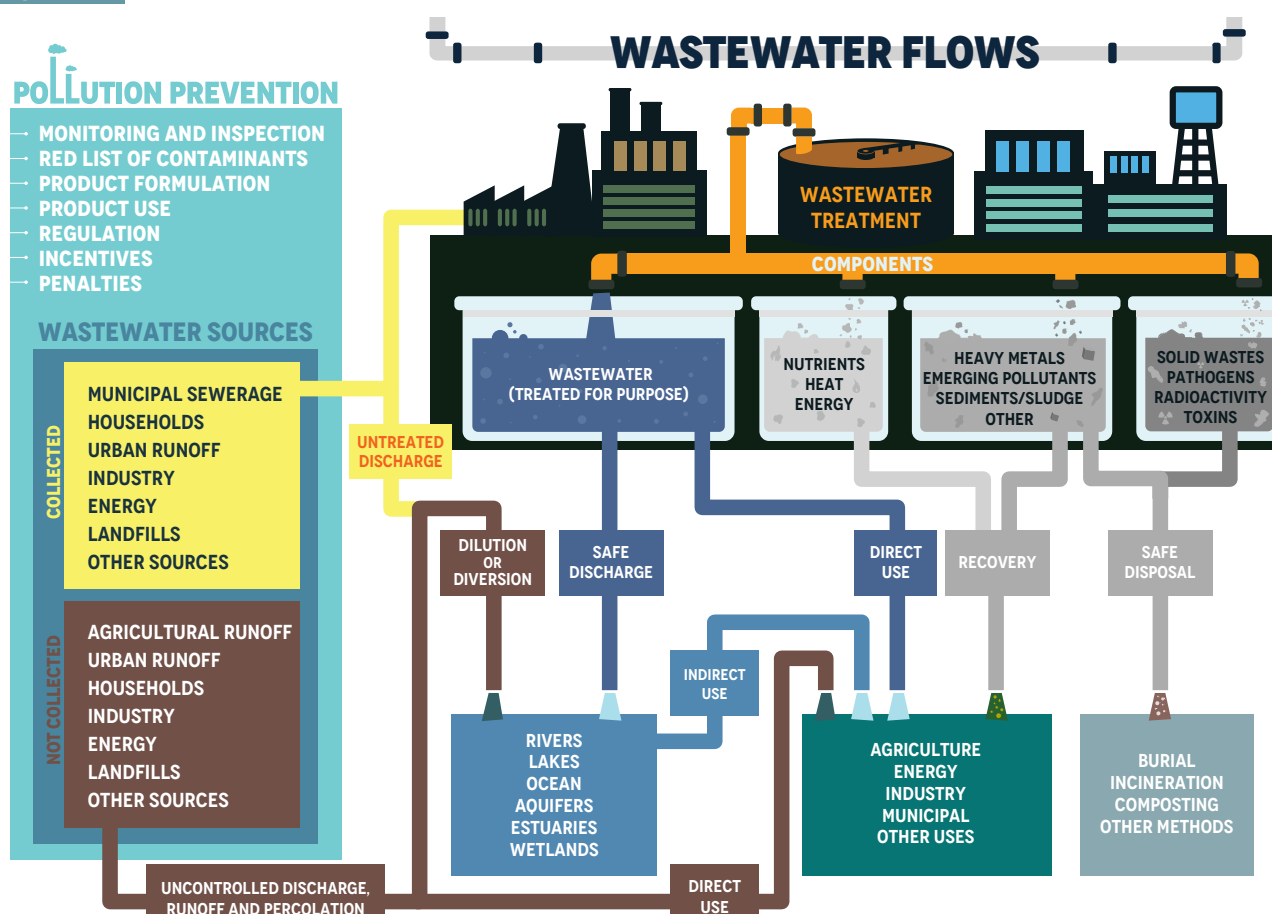 WASTEWATER FLOWS
POLLUTION PREVENTION
MONITORING AND INSPECTION
RED LIST OF CONTAMINANTS
PRODUCT FORMULATION
PRODUCT USE
REGULATION
INCENTIVES
PENALTIES
WASTEWATER SOURCES
COLLECTED
MUNICIPAL SEWERAGE
HOUSEHOLDS
URBAN RUNOFF
INDUSTRY
ENERGY
LANDFILLS
OTHER SOURCES
NOT COLLECTED
AGRICULTURAL RUNOFF
URBAN RUNOFF
HOUSEHOLDS
INDUSTRY
ENERGY
LANDFILLS
OTHER SOURCES
WASTEWATER
TREATMENT
COMPONENTS
WASTEWATER
(TREATED FOR PURPOSE)
NUTRIENTS
HEAT
ENERGY
HEAVY METALS
EMERGING POLLUTANTS
SEDIMENTS/SLUDGE
OTHER
SOLID WASTES
PATHOGENS
RADIOACTIVITY
TOXINS
UNTREATED
DISCHARGE
DILUTION
OR
DIVERSION
SAFE
DISCHARGE
DIRECT
USE
RECOVERY
SAFE
DISPOSAL
INDIRECT
USE
RIVERS
LAKES
OCEAN
AQUIFERS
ESTUARIES
WETLANDS
AGRICULTURE
ENERGY
INDUSTRY
MUNICIPAL
OTHER USES
BURIAL
INCINERATION
COMPOSTING
OTHER METHODS
UNCONTROLLED DISCHARGE,
RUNOFF AND PERCOLATION
DIRECT
USE